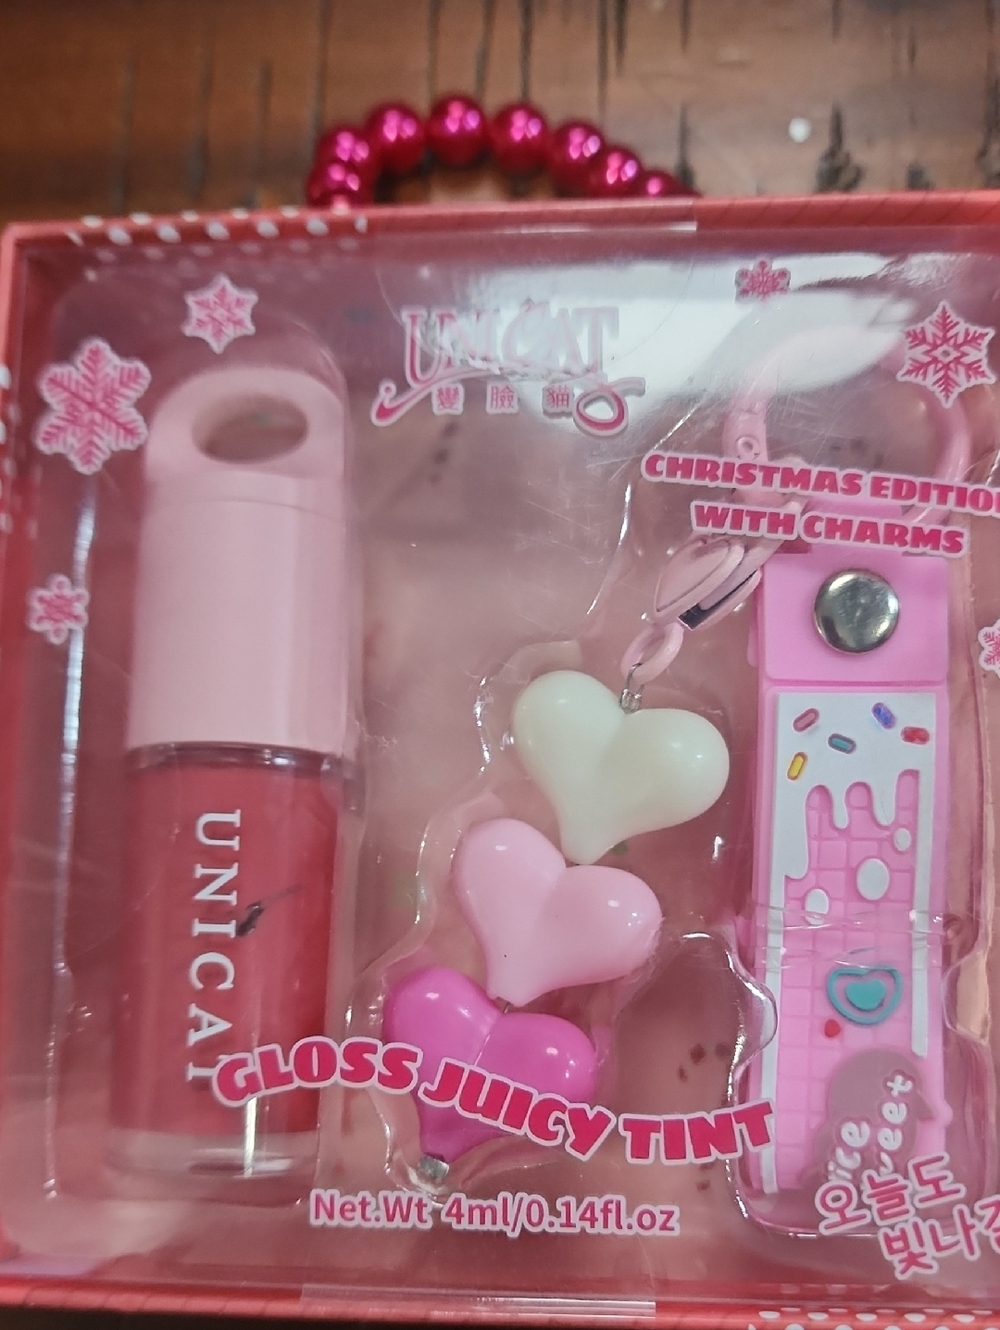 UNICAT
變臉貓
CHRISTMAS EDITION
WITH CHARMS
UNICAT
GLOSS JUICY TINT
Net.Wt 4ml/0.14fl.oz
오늘도
빛나